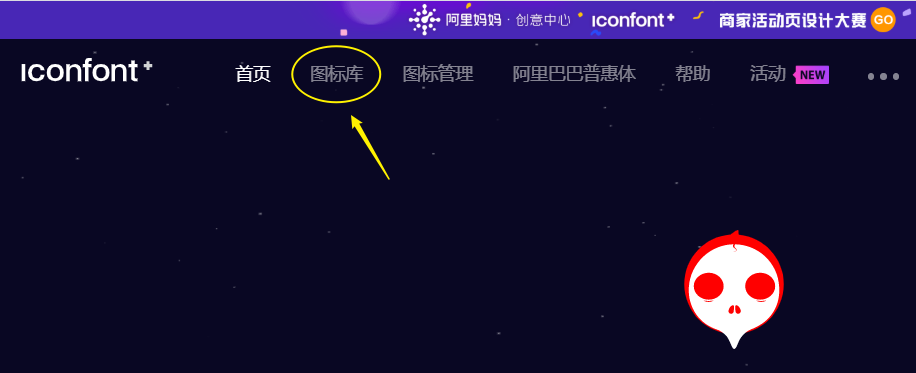 阿里妈妈 · 创意中心 ıconfont+ 商家活动页设计大赛 GO
ıconfont+ 首页 图标库 图标管理 阿里巴巴普惠体 帮助 活动 NEW